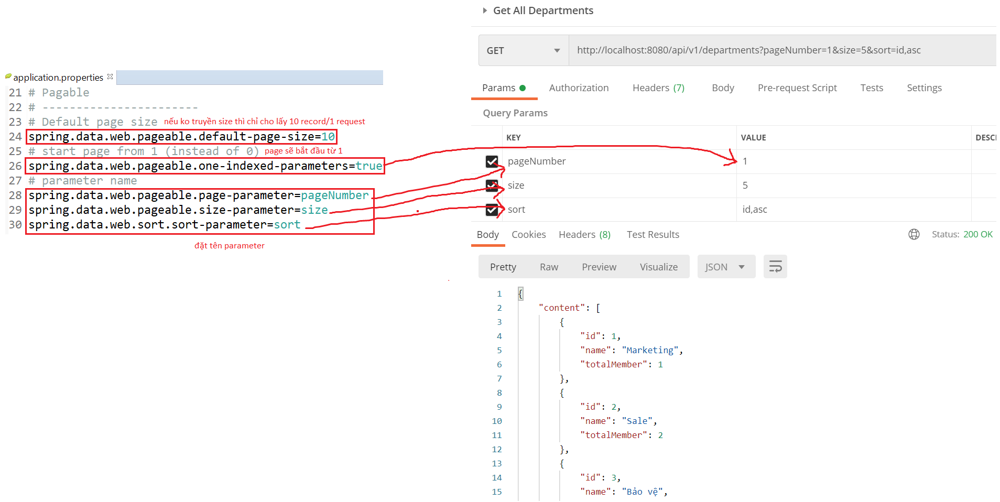 application.properties
21 # Pagable
22 # -----------------------
23 # Default page size nếu ko truyền size thì chỉ cho lấy 10 record/1 request
24 spring.data.web.pageable.default-page-size=10
25 # start page from 1 (instead of 0) page sẽ bắt đầu từ 1
26 spring.data.web.pageable.one-indexed-parameters=true
27 # parameter name
28 spring.data.web.pageable.page-parameter=pageNumber
29 spring.data.web.pageable.size-parameter=size
30 spring.data.web.sort.sort-parameter=sort
đặt tên parameter
Get All Departments
GET http://localhost:8080/api/v1/departments?pageNumber=1&size=5&sort=id,asc
Params Authorization Headers (7) Body Pre-request Script Tests Settings
Query Params
KEY VALUE DESCI
pageNumber 1
size 5
sort id,asc
Body Cookies Headers (8) Test Results Status: 200 OK
Pretty Raw Preview Visualize JSON
1 {
2 "content": [
3 {
4 "id": 1,
5 "name": "Marketing",
6 "totalMember": 1
7 },
8 {
9 "id": 2,
10 "name": "Sale",
11 "totalMember": 2
12 },
13 {
14 "id": 3,
15 "name": "Bảo vệ",